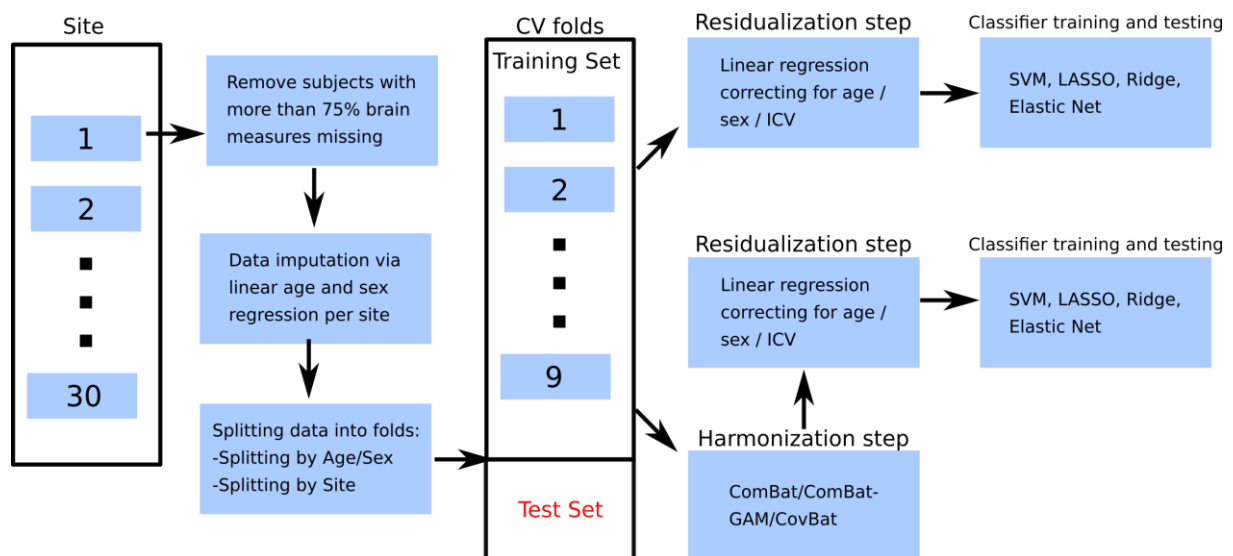 Site
1
2
30
Remove subjects with
more than 75% brain
measures missing
Data imputation via
linear age and sex
regression per site
Splitting data into folds:
-Splitting by Age/Sex
-Splitting by Site
CV folds
Training Set
1
2
9
Test Set
Residualization step
Linear regression
correcting for age /
sex / ICV
Classifier training and testing
SVM, LASSO, Ridge,
Elastic Net
Residualization step
Linear regression
correcting for age /
sex / ICV
Classifier training and testing
SVM, LASSO, Ridge,
Elastic Net
Harmonization step
ComBat/ComBat-
GAM/CovBat